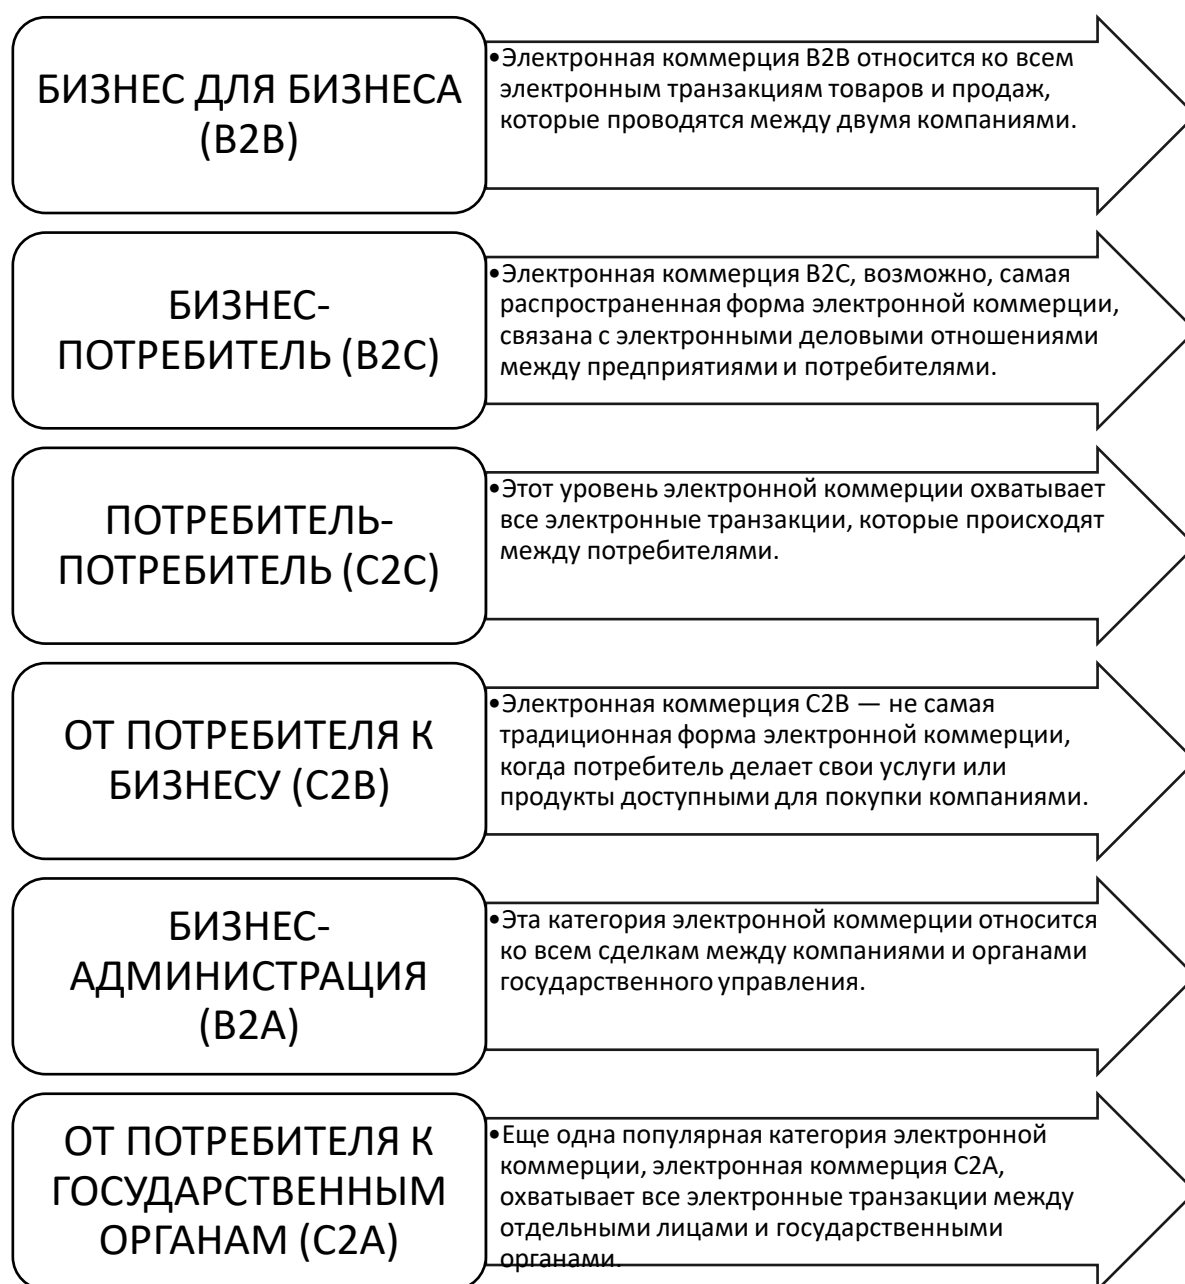 БИЗНЕС ДЛЯ БИЗНЕСА
(B2B)
•Электронная коммерция B2B относится ко всем
электронным транзакциям товаров и продаж,
которые проводятся между двумя компаниями.
БИЗНЕС-
ПОТРЕБИТЕЛЬ (B2C)
•Электронная коммерция B2C, возможно, самая
распространенная форма электронной коммерции,
связана с электронными деловыми отношениями
между предприятиями и потребителями.
ПОТРЕБИТЕЛЬ-
ПОТРЕБИТЕЛЬ (C2C)
•Этот уровень электронной коммерции охватывает
все электронные транзакции, которые происходят
между потребителями.
ОТ ПОТРЕБИТЕЛЯ К
БИЗНЕСУ (C2B)
•Электронная коммерция C2B — не самая
традиционная форма электронной коммерции,
когда потребитель делает свои услуги или
продукты доступными для покупки компаниями.
БИЗНЕС-
АДМИНИСТРАЦИЯ
(B2A)
•Эта категория электронной коммерции относится
ко всем сделкам между компаниями и органами
государственного управления.
ОТ ПОТРЕБИТЕЛЯ К
ГОСУДАРСТВЕННЫМ
ОРГАНАМ (C2A)
•Еще одна популярная категория электронной
коммерции, электронная коммерция C2A,
охватывает все электронные транзакции между
отдельными лицами и государственными
органами.